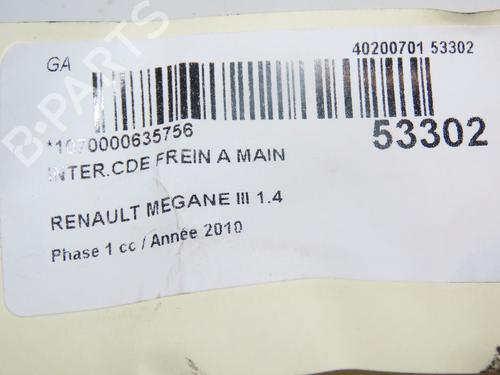 GA
40200701 53302
*1070000635756
53302
INTER.CDE FREIN A MAIN
RENAULT MEGANE III 1.4
Phase 1 cc / Année 2010
B-PARTS